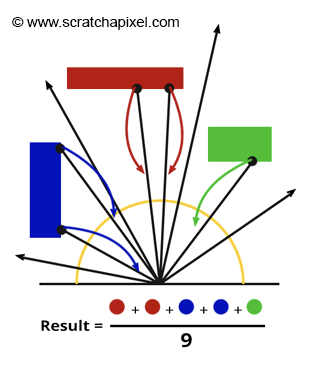 © www.scratchapixel.com
+ + + +
Result =
9